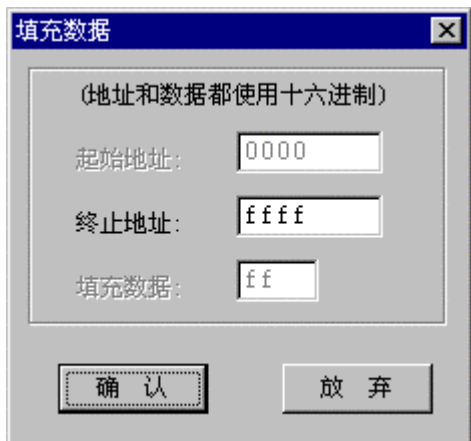 填充数据
(地址和数据都使用十六进制)
起始地址: 0000
终止地址: ffff
填充数据: ff
确 认 放 弃